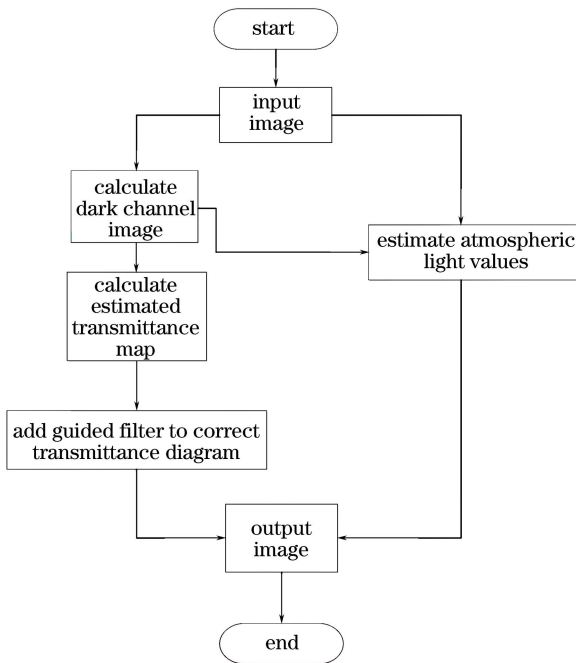 start
input
image
calculate
dark channel
image
estimate atmospheric
light values
calculate
estimated
transmittance
map
add guided filter to correct
transmittance diagram
output
image
end